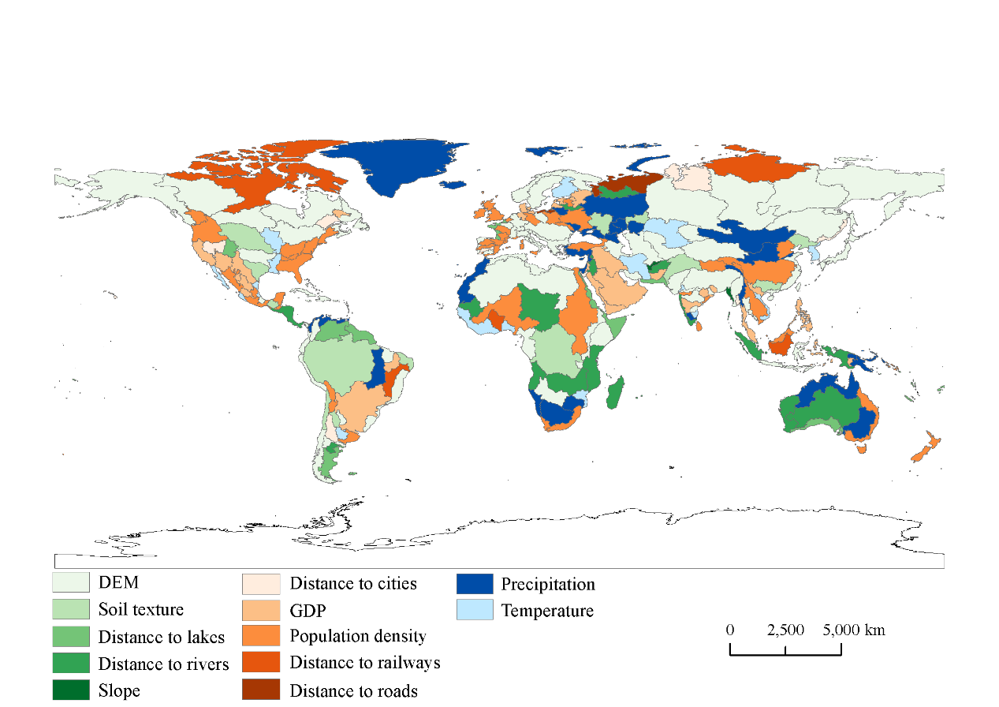 DEM
Soil texture
Distance to lakes
Distance to rivers
Slope
Distance to cities
GDP
Population density
Distance to railways
Distance to roads
Precipitation
Temperature
0 2,500 5,000 km